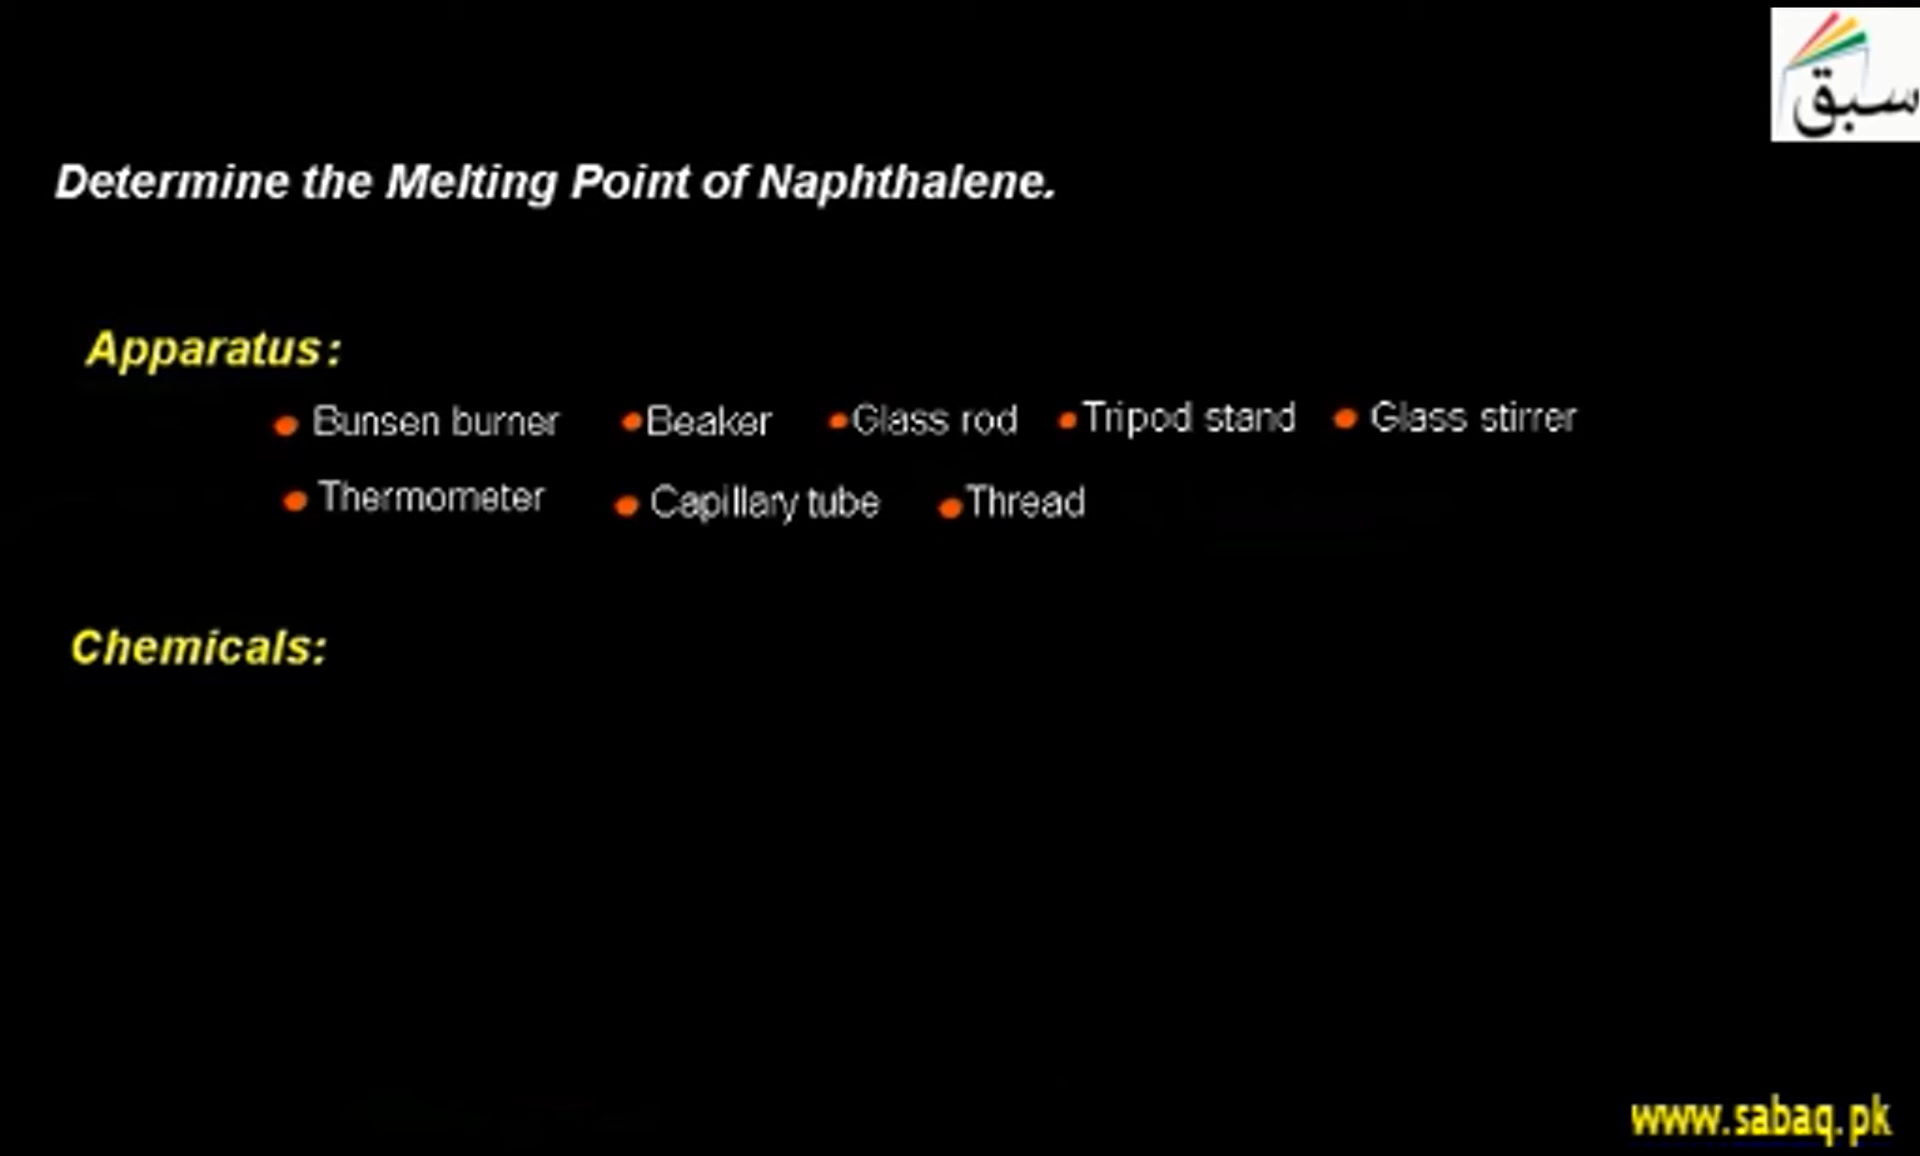 سبق
Determine the Melting Point of Naphthalene.
Apparatus:
• Bunsen burner • Beaker • Glass rod • Tripod stand • Glass stirrer
• Thermometer • Capillary tube • Thread
Chemicals:
www.sabaq.pk